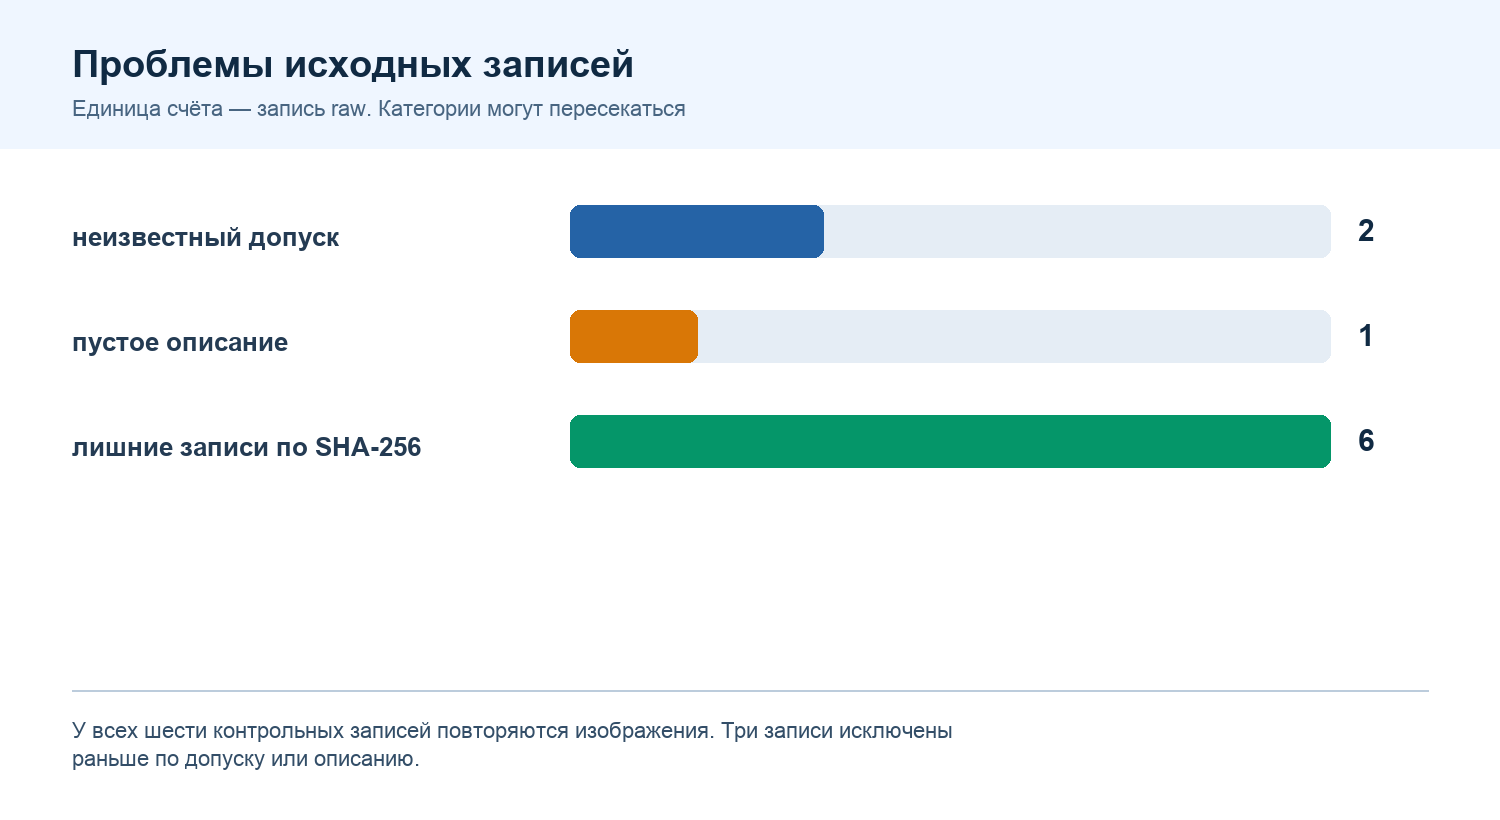 Проблемы исходных записей
Единица счёта — запись raw. Категории могут пересекаться
неизвестный допуск 2
пустое описание 1
лишние записи по SHA-256 6
У всех шести контрольных записей повторяются изображения. Три записи исключены
раньше по допуску или описанию.